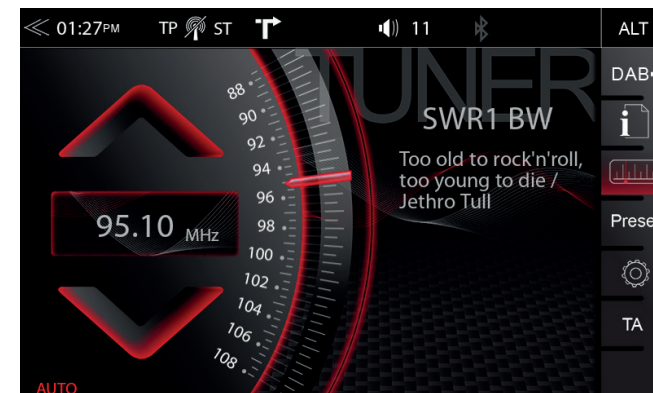 01:27PM TP ST 11 ALT
TUNER
DAB
SWR1 BW
Too old to rock'n'roll,
too young to die /
Jethro Tull
95.10 MHz
88
90
92
94
96
98
100
102
104
106
108
i
Prese
TA
AUTO